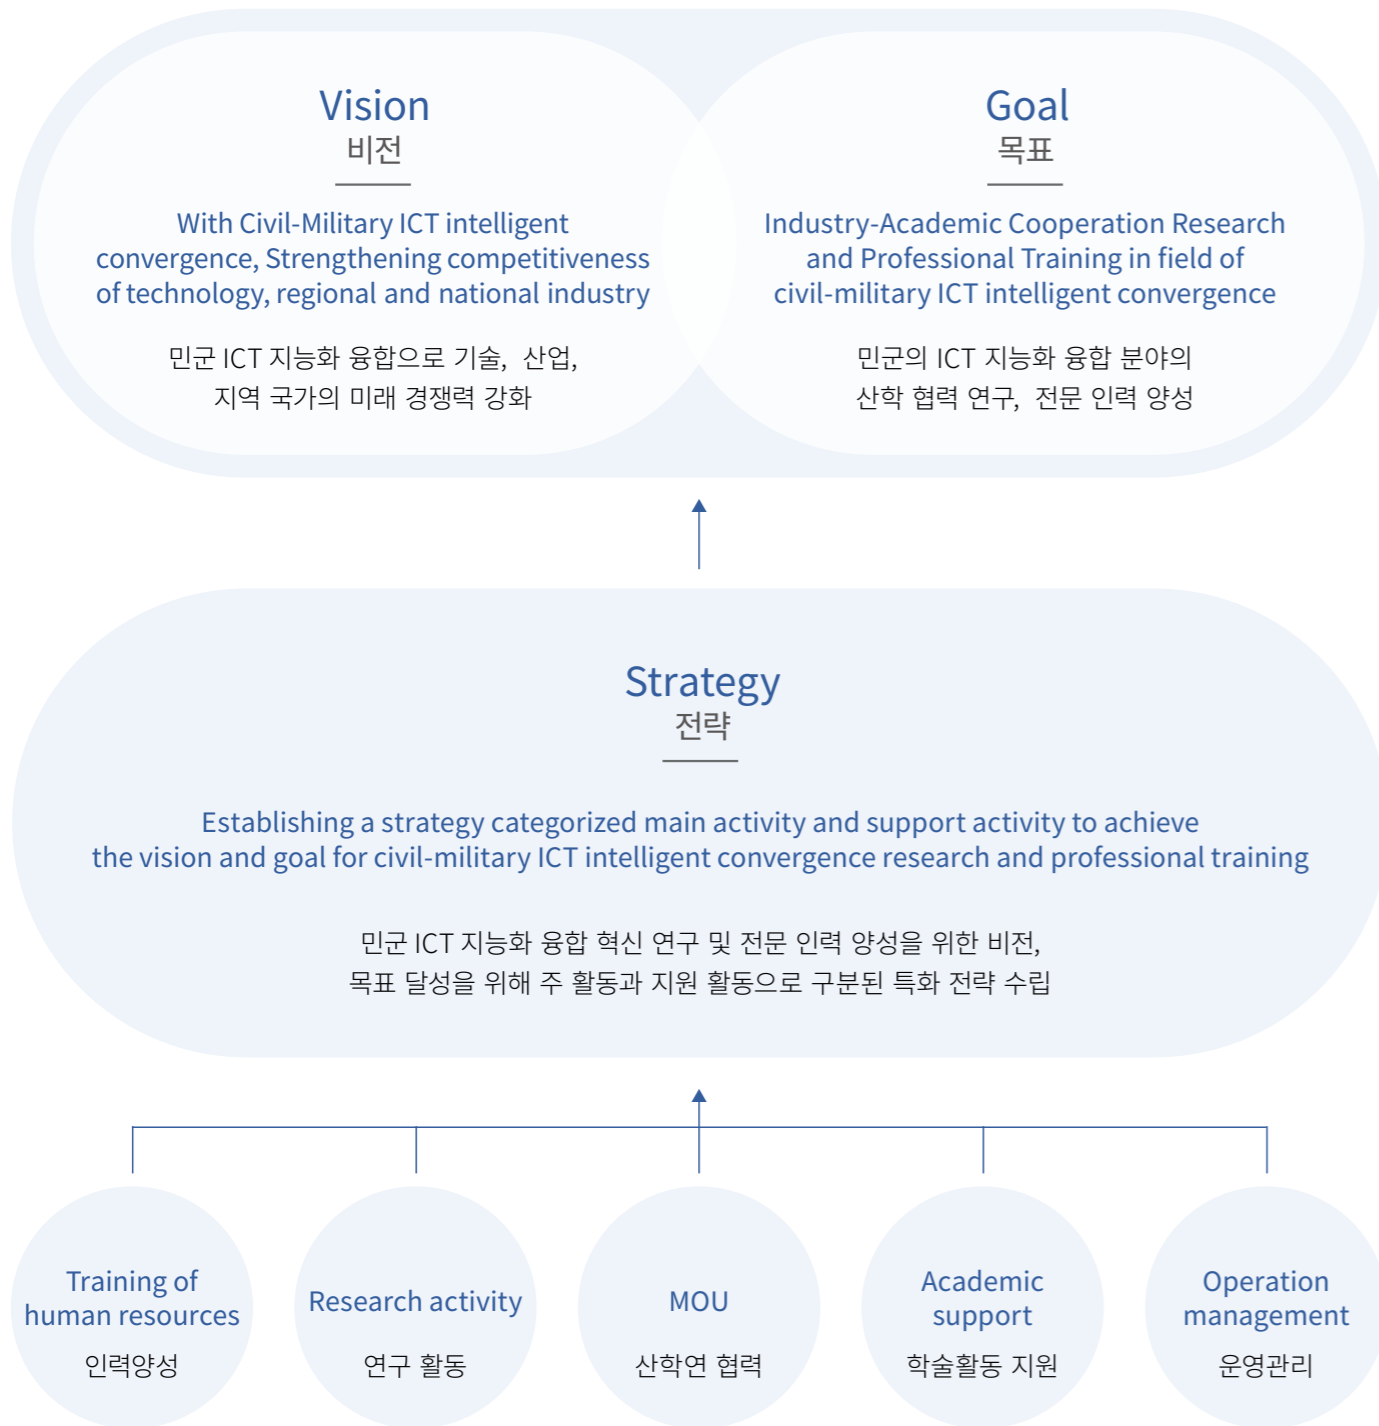 Vision
비전
With Civil-Military ICT intelligent
convergence, Strengthening competitiveness
of technology, regional and national industry
민군 ICT 지능화 융합으로 기술, 산업,
지역 국가의 미래 경쟁력 강화
Goal
목표
Industry-Academic Cooperation Research
and Professional Training in field of
civil-military ICT intelligent convergence
민군의 ICT 지능화 융합 분야의
산학 협력 연구, 전문 인력 양성
Strategy
전략
Establishing a strategy categorized main activity and support activity to achieve
the vision and goal for civil-military ICT intelligent convergence research and professional training
민군 ICT 지능화 융합 혁신 연구 및 전문 인력 양성을 위한 비전,
목표 달성을 위해 주 활동과 지원 활동으로 구분된 특화 전략 수립
Training of
human resources
인력양성
Research activity
연구 활동
MOU
산학연 협력
Academic
support
학술활동 지원
Operation
management
운영관리